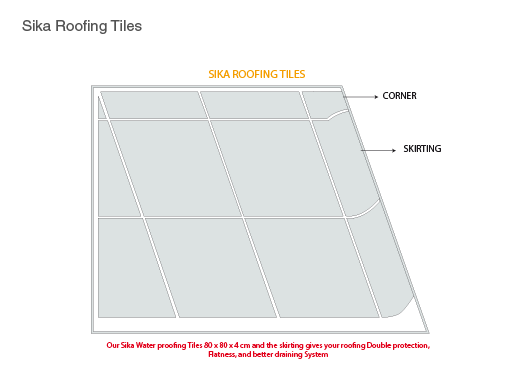 Sika Roofing Tiles
SIKA ROOFING TILES
CORNER
SKIRTING
Our Sika Water proofing Tiles 80 x 80 x 4 cm and the skirting gives your roofing Double protection,
Flatness, and better draining System